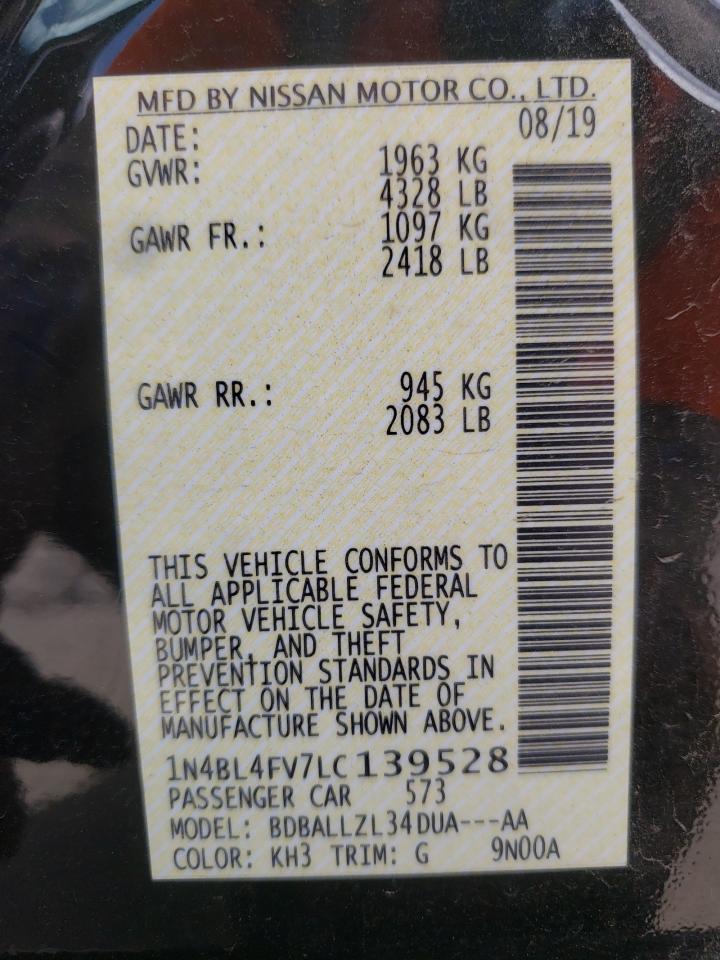 MFD BY NISSAN MOTOR CO., LTD.
DATE: 08/19
GVWR: 1963 KG
4328 LB
GAWR FR.: 1097 KG
2418 LB
GAWR RR.: 945 KG
2083 LB
THIS VEHICLE CONFORMS TO
ALL APPLICABLE FEDERAL
MOTOR VEHICLE SAFETY,
BUMPER, AND THEFT
PREVENTION STANDARDS IN
EFFECT ON THE DATE OF
MANUFACTURE SHOWN ABOVE.
1N4BL4FV7LC139528
PASSENGER CAR 573
MODEL: BDBALLZL34DUA---AA
COLOR: KH3 TRIM: G 9N00A